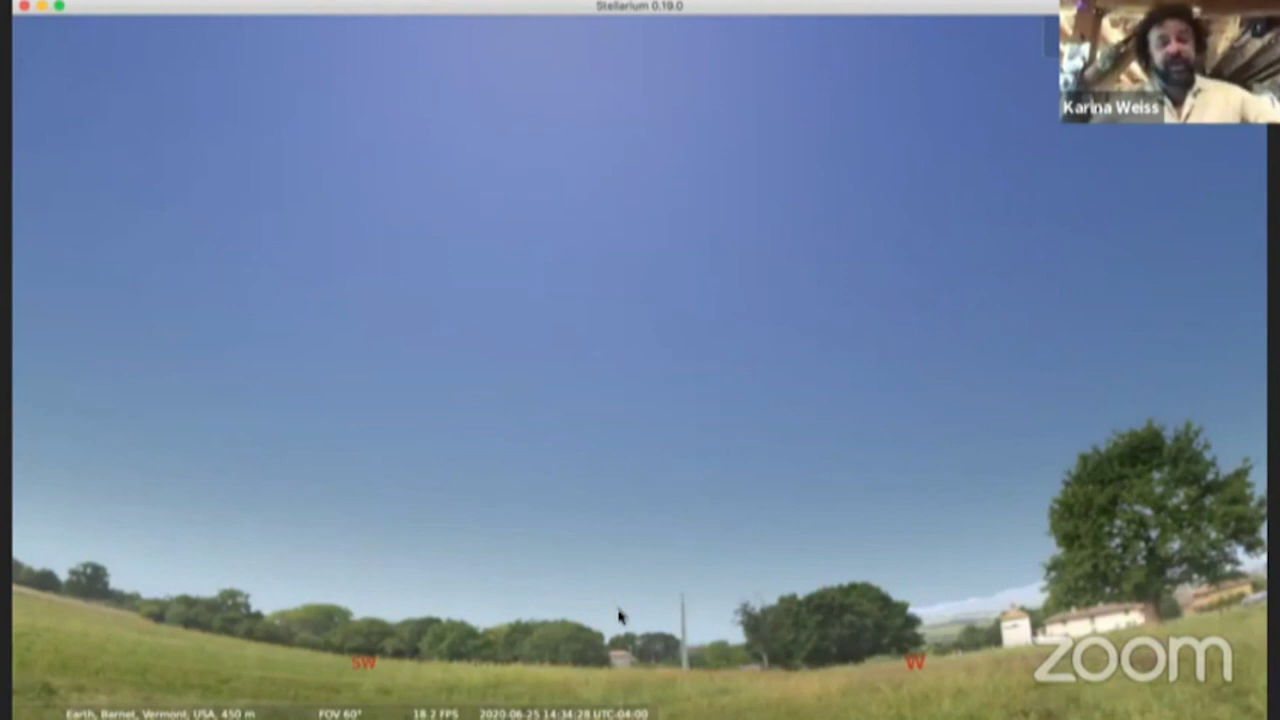 Stellarium 0.19.0
Karina Weiss
SW
W
zoom
Earth, Barnet, Vermont, USA, 450 m FOV 60° 18.2 FPS 2020-06-25 14:34:28 UTC-04:00